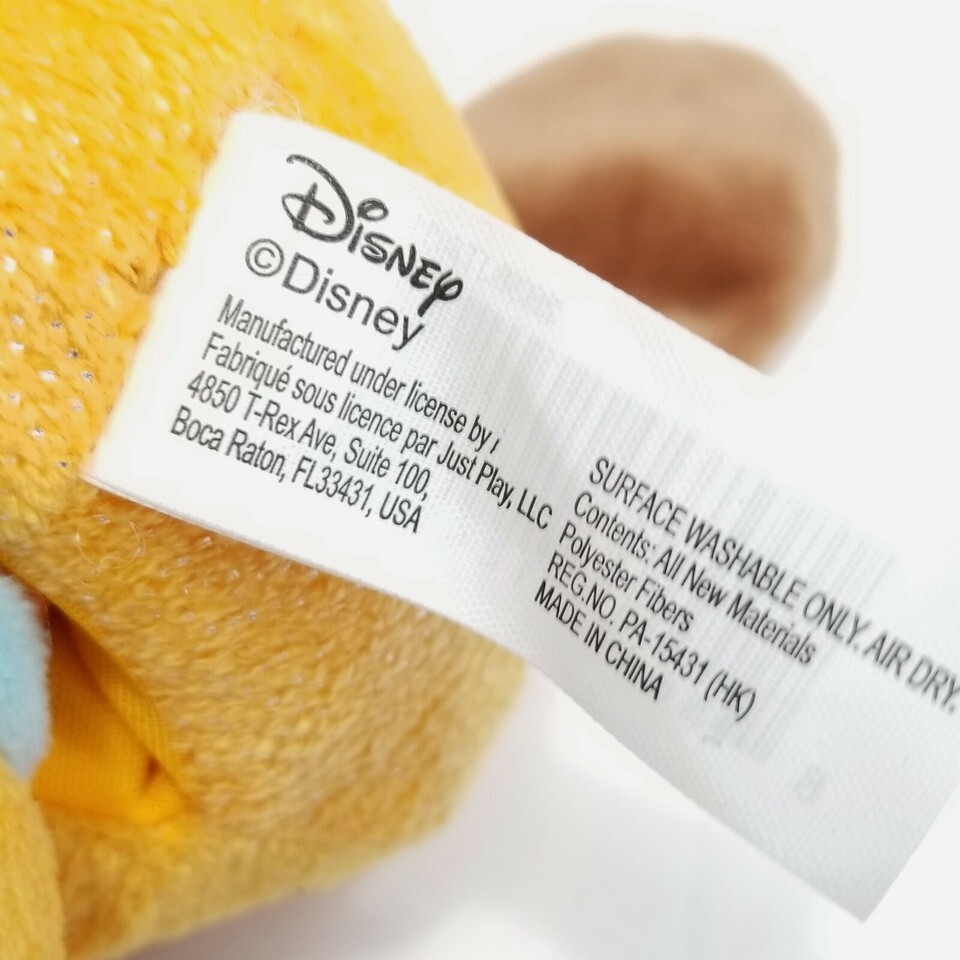 Disney
©Disney
Manufactured under license by /
Fabriqué sous licence par Just Play, LLC
4850 T-Rex Ave, Suite 100,
Boca Raton, FL33431, USA
SURFACE WASHABLE ONLY. AIR DRY.
Contents: All New Materials
Polyester Fibers
REG.NO. PA-15431 (HK)
MADE IN CHINA